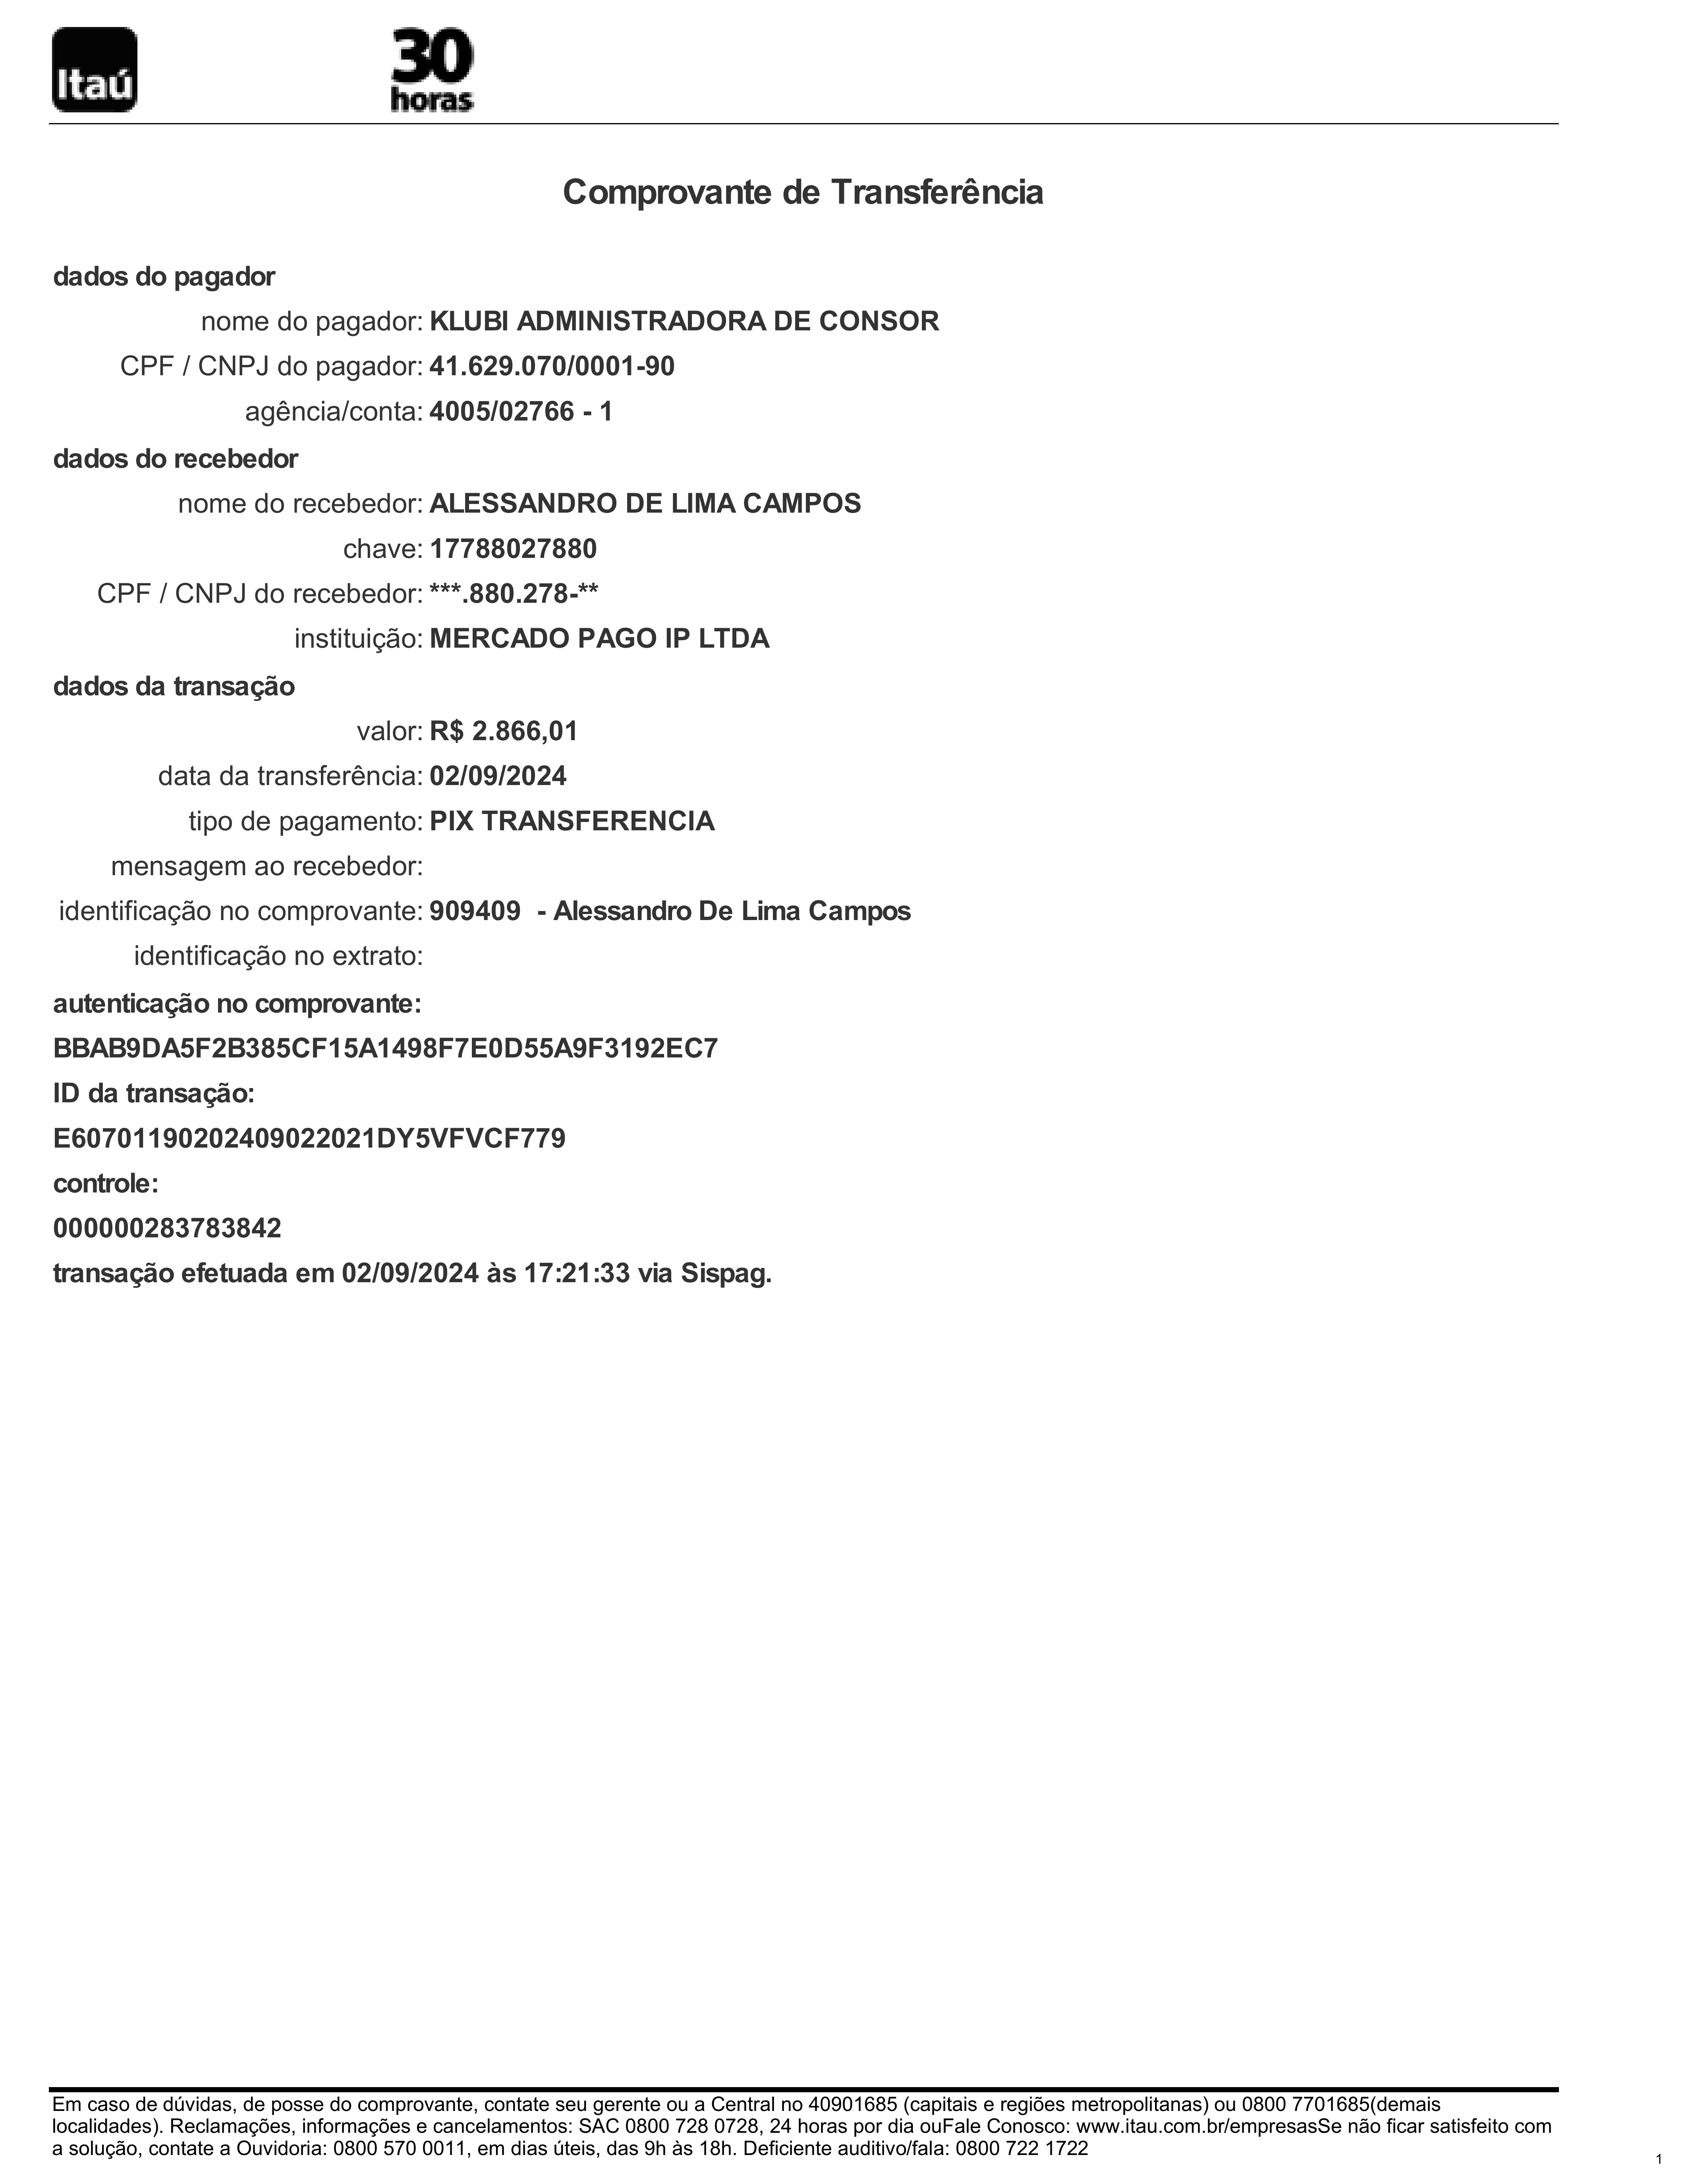 Itaú
30
horas
Comprovante de Transferência
dados do pagador
nome do pagador: KLUBI ADMINISTRADORA DE CONSOR
CPF / CNPJ do pagador: 41.629.070/0001-90
agência/conta: 4005/02766 - 1
dados do recebedor
nome do recebedor: ALESSANDRO DE LIMA CAMPOS
chave: 17788027880
CPF / CNPJ do recebedor: ***.880.278-**
instituição: MERCADO PAGO IP LTDA
dados da transação
valor: R$ 2.866,01
data da transferência: 02/09/2024
tipo de pagamento: PIX TRANSFERENCIA
mensagem ao recebedor:
identificação no comprovante: 909409  - Alessandro De Lima Campos
identificação no extrato:
autenticação no comprovante:
BBAB9DA5F2B385CF15A1498F7E0D55A9F3192EC7
ID da transação:
E60701190202409022021DY5VFVCF779
controle:
000000283783842
transação efetuada em 02/09/2024 às 17:21:33 via Sispag.
Em caso de dúvidas, de posse do comprovante, contate seu gerente ou a Central no 40901685 (capitais e regiões metropolitanas) ou 0800 7701685(demais
localidades). Reclamações, informações e cancelamentos: SAC 0800 728 0728, 24 horas por dia ouFale Conosco: www.itau.com.br/empresasSe não ficar satisfeito com
a solução, contate a Ouvidoria: 0800 570 0011, em dias úteis, das 9h às 18h. Deficiente auditivo/fala: 0800 722 1722
1